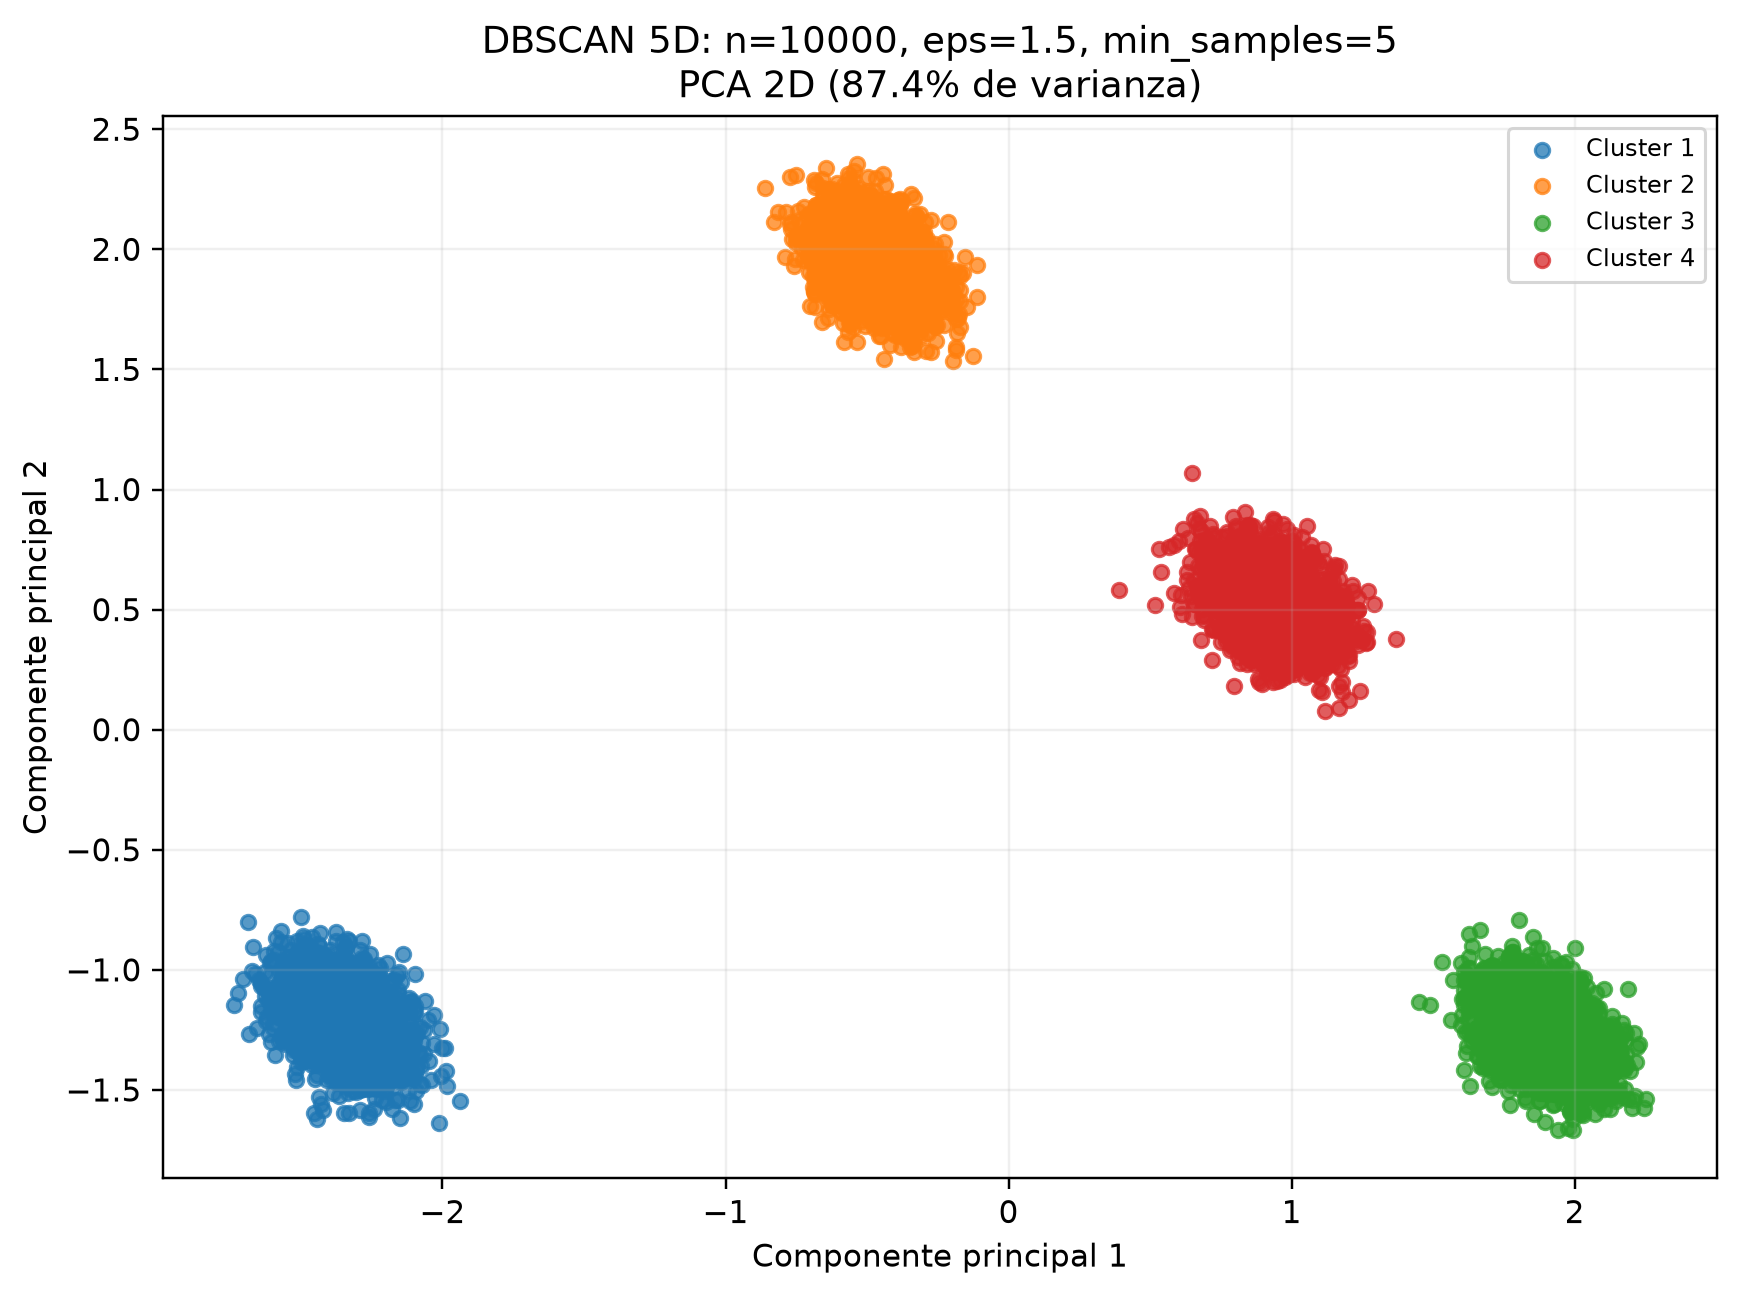 DBSCAN 5D: n=10000, eps=1.5, min_samples=5
PCA 2D (87.4% de varianza)
Cluster 1
Cluster 2
Cluster 3
Cluster 4
Componente principal 2
2.5
2.0
1.5
1.0
0.5
0.0
−0.5
−1.0
−1.5
−2
−1
0
1
2
Componente principal 1